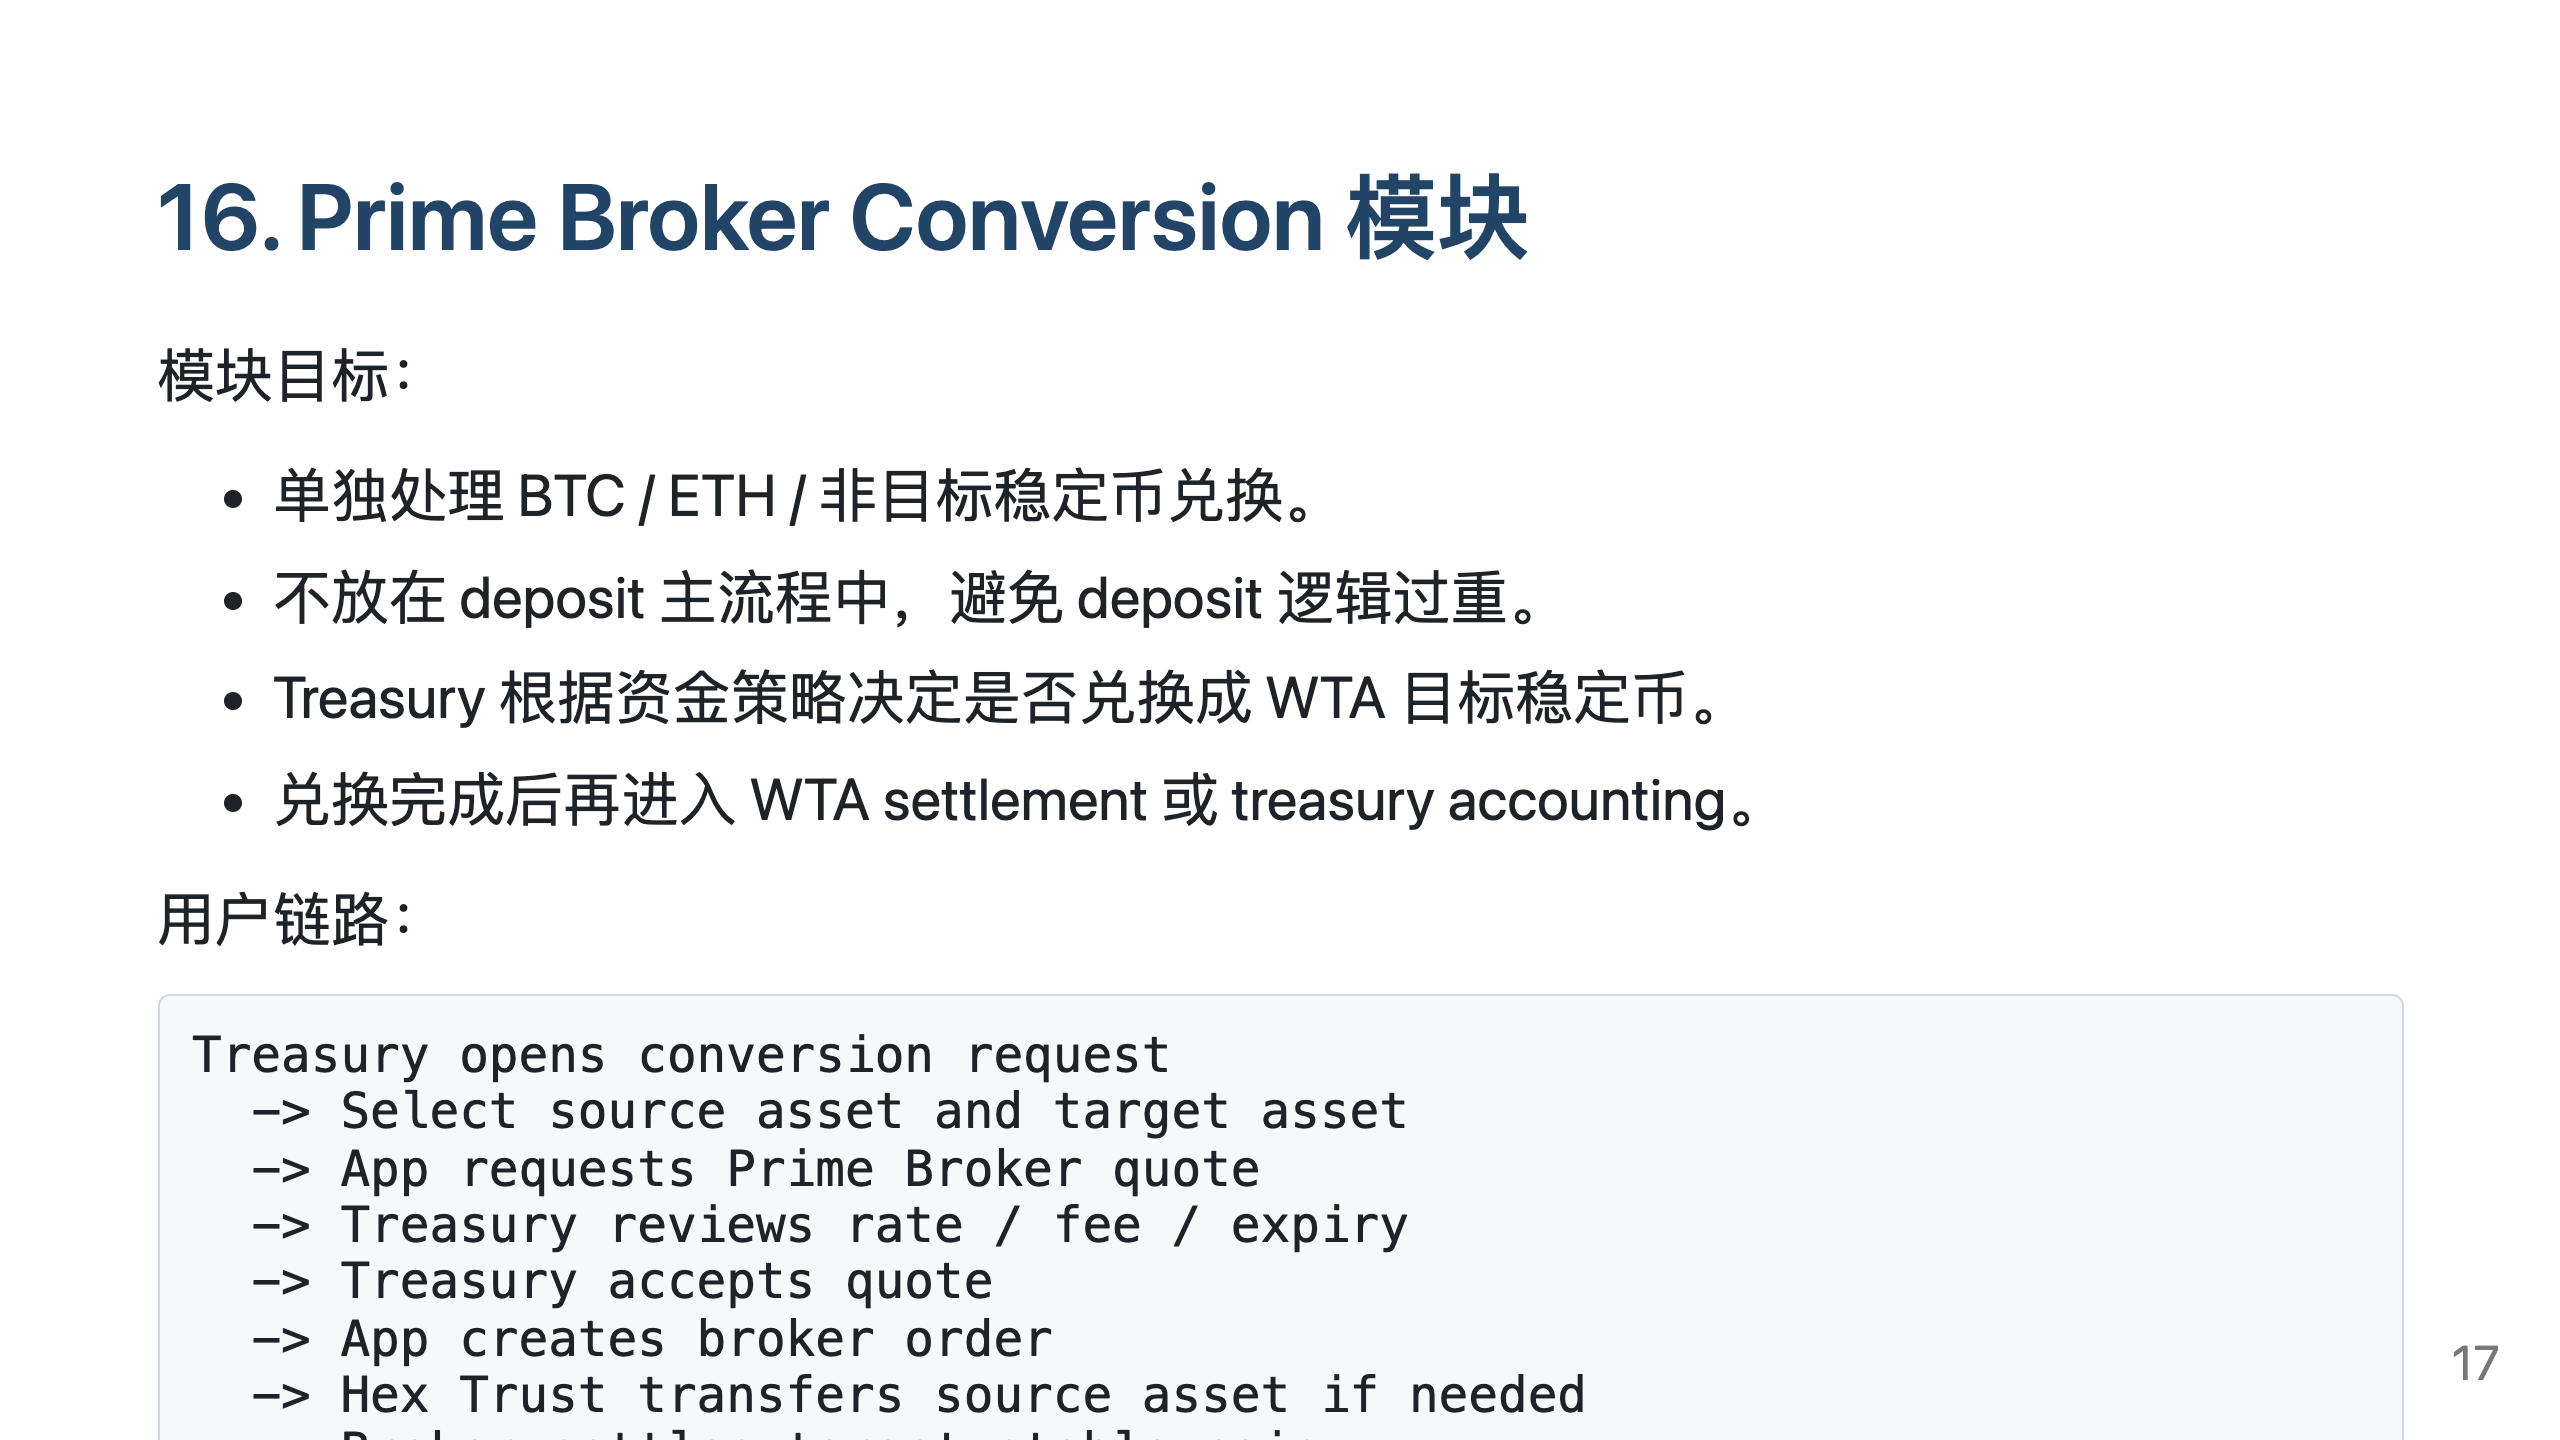 16. Prime Broker Conversion 模块
模块目标：
• 单独处理 BTC / ETH / 非目标稳定币兑换。
• 不放在 deposit 主流程中，避免 deposit 逻辑过重。
• Treasury 根据资金策略决定是否兑换成 WTA 目标稳定币。
• 兑换完成后再进入 WTA settlement 或 treasury accounting。
用户链路：
Treasury opens conversion request
  -> Select source asset and target asset
  -> App requests Prime Broker quote
  -> Treasury reviews rate / fee / expiry
  -> Treasury accepts quote
  -> App creates broker order
  -> Hex Trust transfers source asset if needed
17